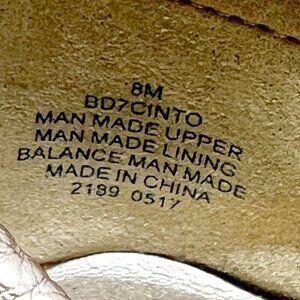 8M
BD7CINTO
MAN MADE UPPER
MAN MADE LINING
BALANCE MAN MADE
MADE IN CHINA
2189 0517